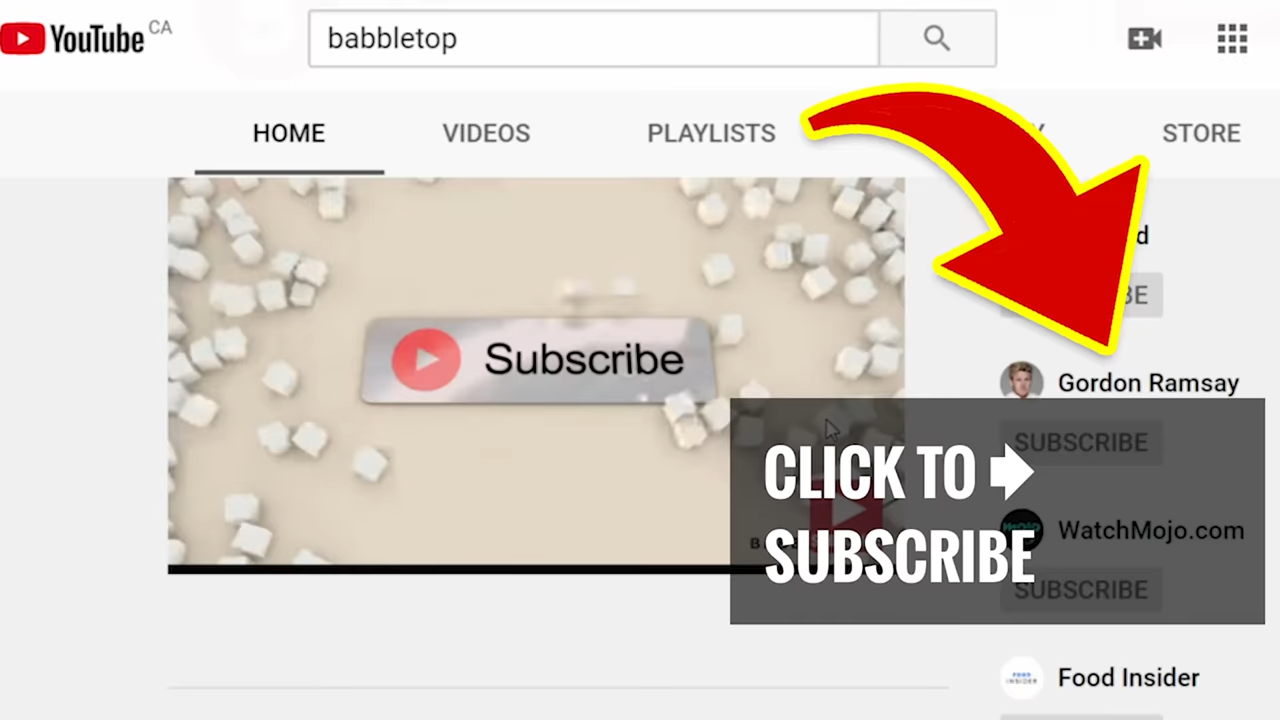 YouTube CA
babbletop
HOME VIDEOS PLAYLISTS STORE
Subscribe
Gordon Ramsay
SUBSCRIBE
CLICK TO
SUBSCRIBE
WatchMojo.com
SUBSCRIBE
Food Insider